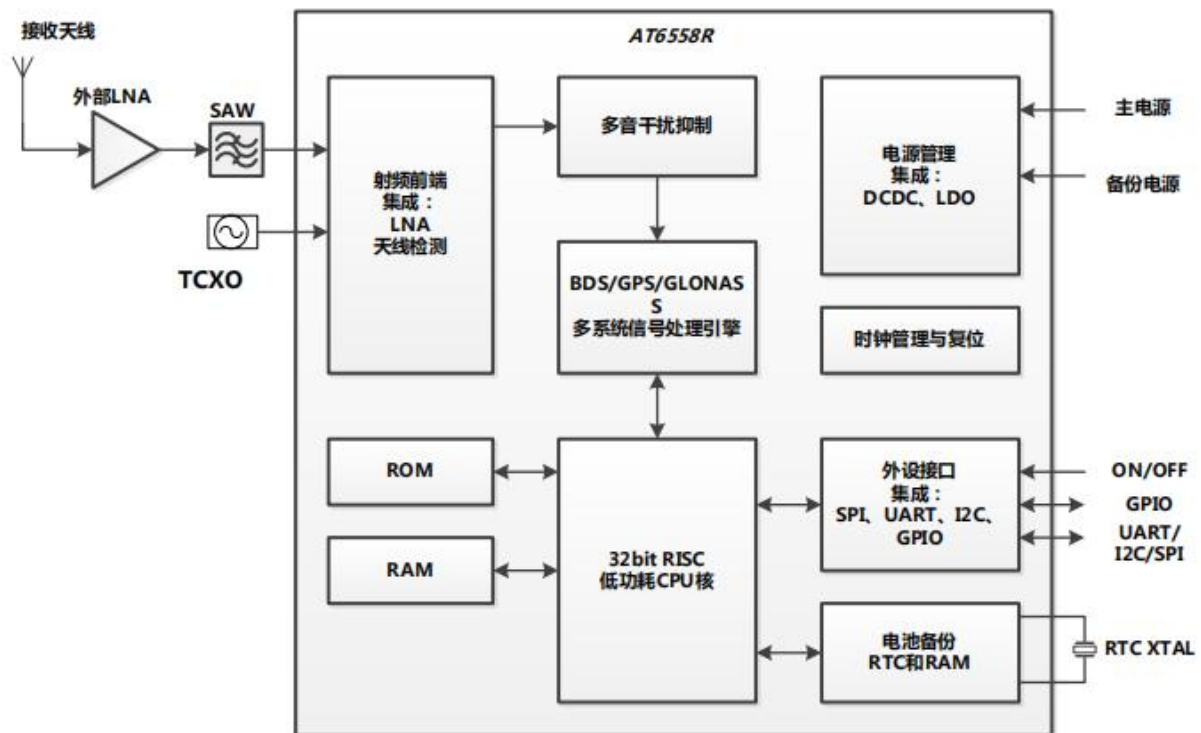 接收天线
AT6558R
外部LNA
SAW
TCXO
射频前端
集成：
LNA
天线检测
多音干扰抑制
BDS/GPS/GLONAS
S
多系统信号处理引擎
电源管理
集成：
DCDC、LDO
主电源
备份电源
时钟管理与复位
ROM
RAM
32bit RISC
低功耗CPU核
外设接口
集成：
SPI、UART、I2C、
GPIO
ON/OFF
GPIO
UART/
I2C/SPI
电池备份
RTC和RAM
RTC XTAL